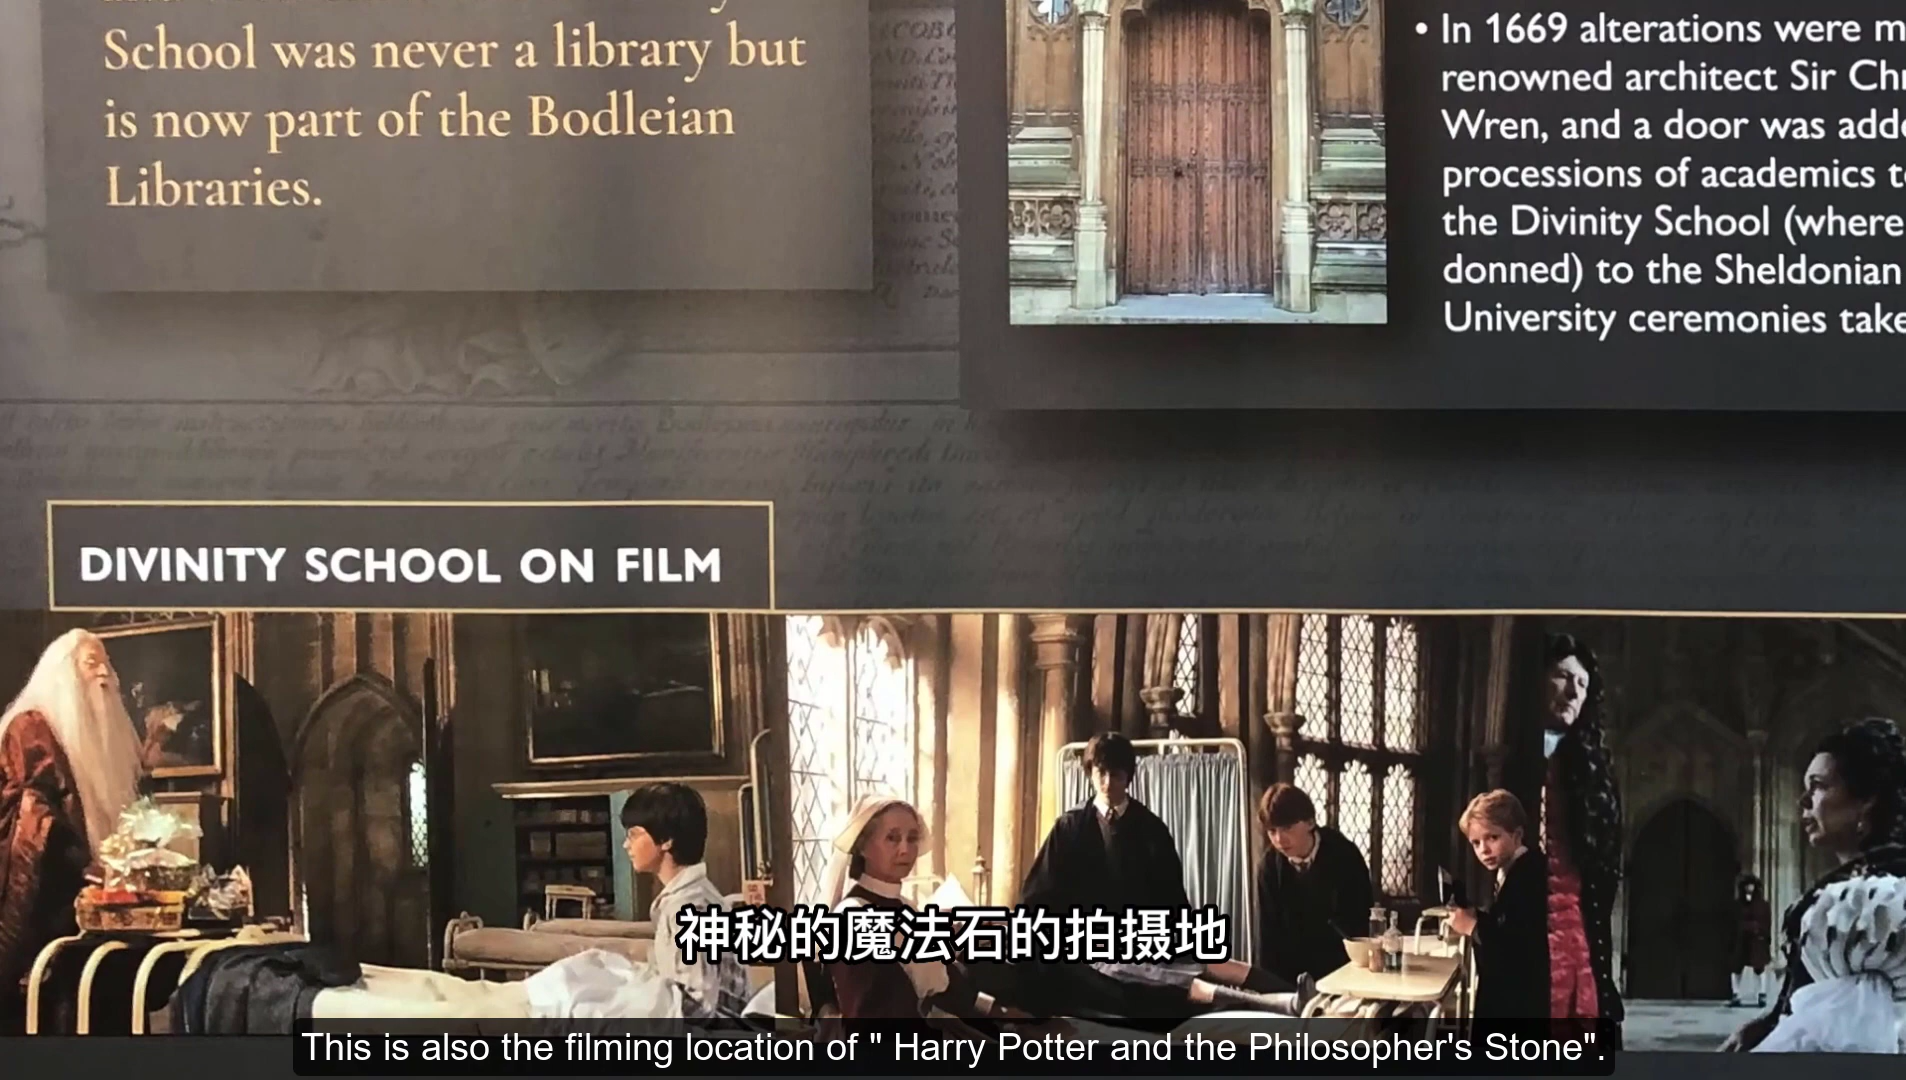 School was never a library but
is now part of the Bodleian
Libraries.
• In 1669 alterations were m
renowned architect Sir Chr
Wren, and a door was adde
processions of academics to
the Divinity School (where
donned) to the Sheldonian
University ceremonies take
DIVINITY SCHOOL ON FILM
神秘的魔法石的拍摄地
This is also the filming location of " Harry Potter and the Philosopher's Stone".